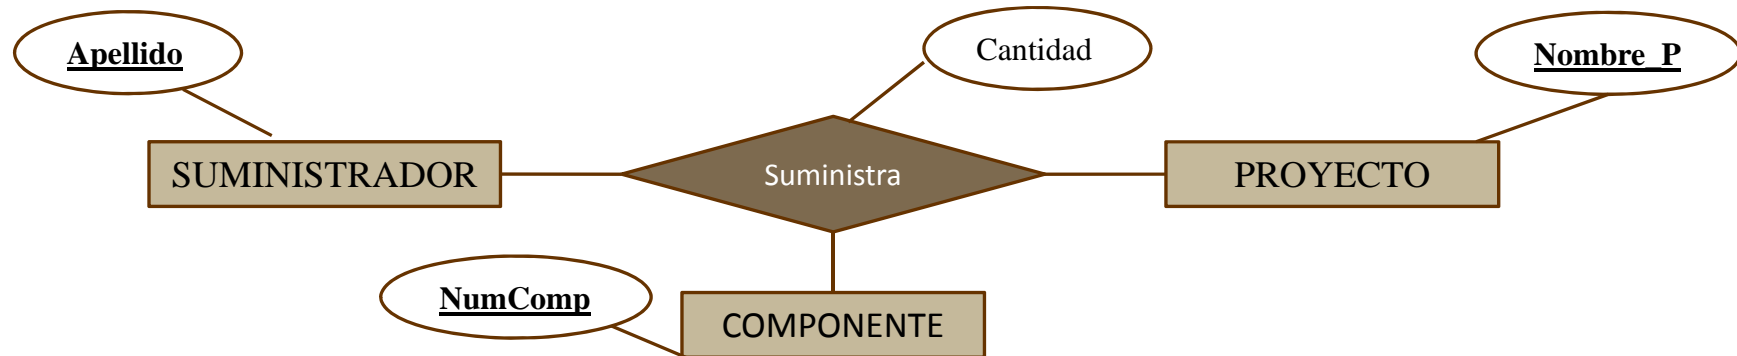 Apellido
Cantidad
Nombre_P
SUMINISTRADOR
Suministra
PROYECTO
NumComp
COMPONENTE